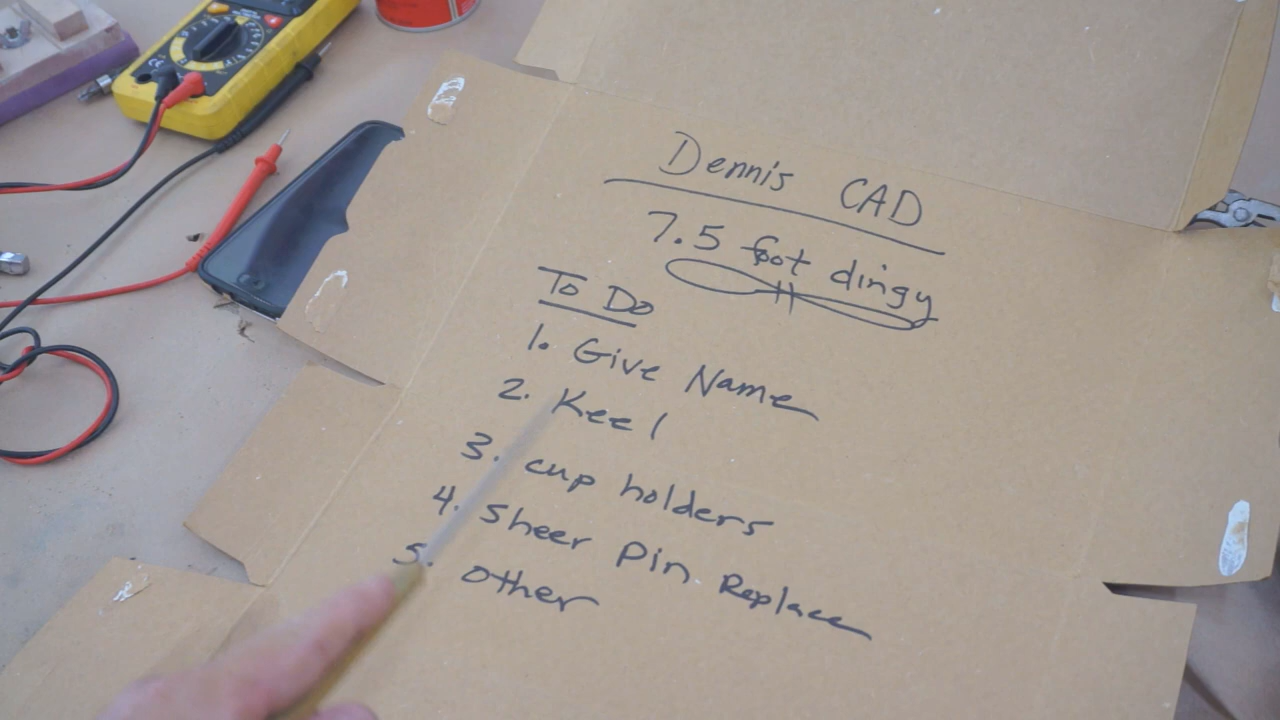 Dennis CAD
7.5 foot dingy
To Do
1. Give Name
2. Keel
3. cup holders
4. Sheer Pin Replace
5. other